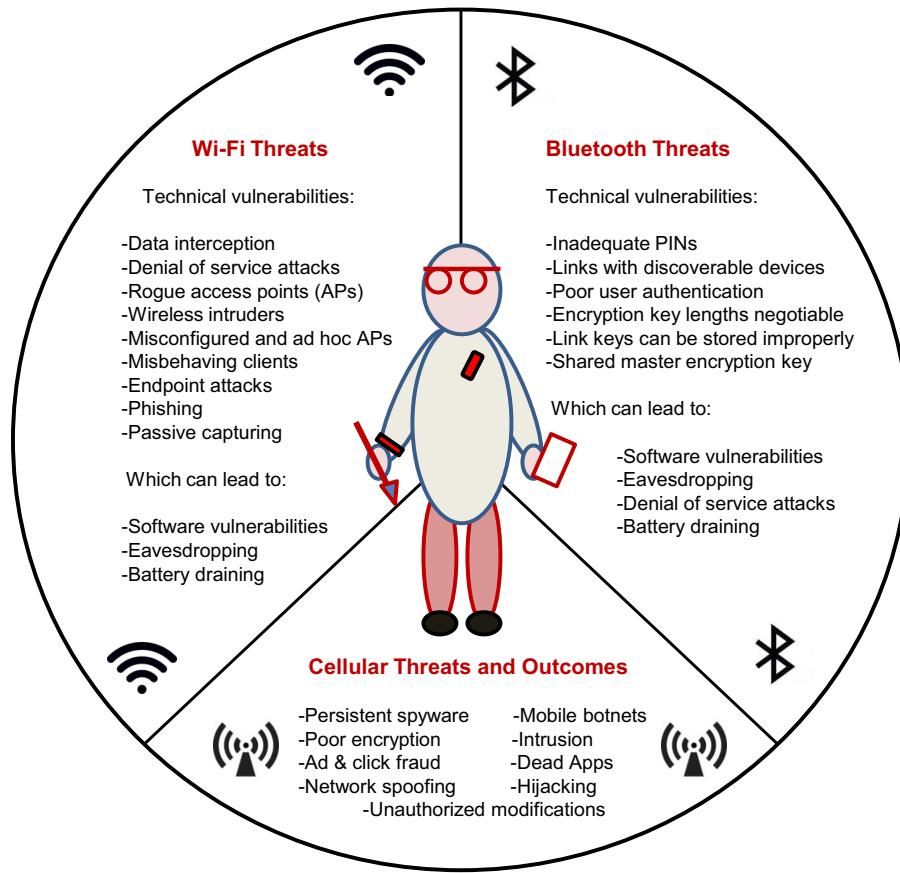 Wi-Fi Threats
Technical vulnerabilities:
-Data interception
-Denial of service attacks
-Rogue access points (APs)
-Wireless intruders
-Misconfigured and ad hoc APs
-Misbehaving clients
-Endpoint attacks
-Phishing
-Passive capturing
Which can lead to:
-Software vulnerabilities
-Eavesdropping
-Battery draining
Bluetooth Threats
Technical vulnerabilities:
-Inadequate PINs
-Links with discoverable devices
-Poor user authentication
-Encryption key lengths negotiable
-Link keys can be stored improperly
-Shared master encryption key
Which can lead to:
-Software vulnerabilities
-Eavesdropping
-Denial of service attacks
-Battery draining
Cellular Threats and Outcomes
-Persistent spyware
-Poor encryption
-Ad & click fraud
-Network spoofing
-Mobile botnets
-Intrusion
-Dead Apps
-Hijacking
-Unauthorized modifications